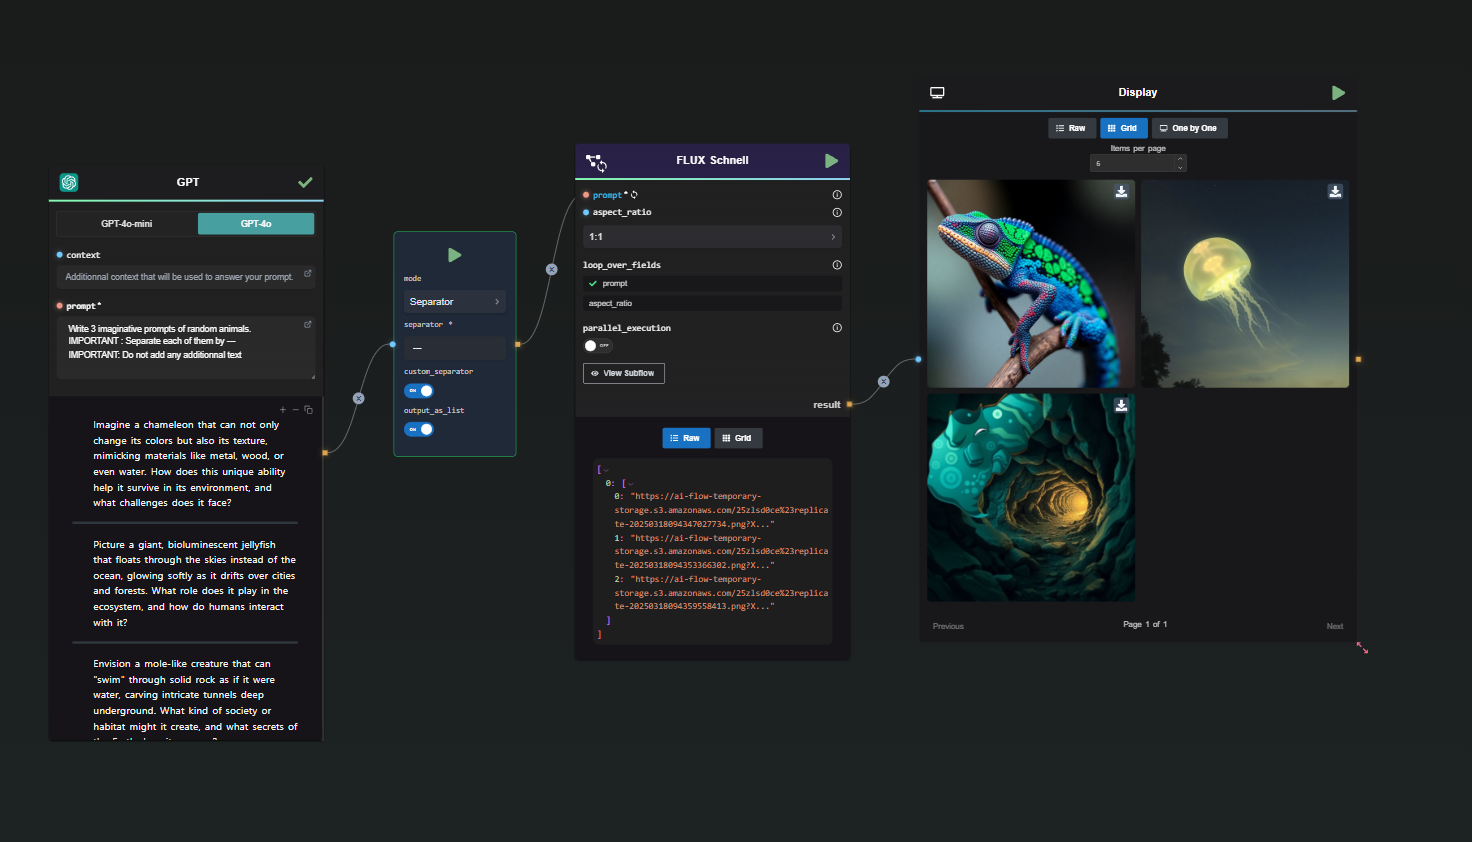 GPT
GPT-4o-mini
GPT-4o
context
Additionnal context that will be used to answer your prompt.
prompt*
Write 3 imaginative prompts of random animals.
IMPORTANT : Separate each of them by ---
IMPORTANT: Do not add any additionnal text
Imagine a chameleon that can not only
change its colors but also its texture,
mimicking materials like metal, wood, or
even water. How does this unique ability
help it survive in its environment, and
what challenges does it face?
Picture a giant, bioluminescent jellyfish
that floats through the skies instead of the
ocean, glowing softly as it drifts over cities
and forests. What role does it play in the
ecosystem, and how do humans interact
with it?
Envision a mole-like creature that can
"swim" through solid rock as if it were
water, carving intricate tunnels deep
underground. What kind of society or
habitat might it create, and what secrets of
mode
Separator
separator *
---
custom_separator
ON
output_as_list
ON
X
X
FLUX Schnell
prompt*
aspect_ratio
1:1
loop_over_fields
prompt
aspect_ratio
parallel_execution
OFF
View Subflow
result
Raw
Grid
[
0: [
0: "https://ai-flow-temporary-
storage.s3.amazonaws.com/25zlsd0ce%23replica
te-20250318094347027734.png?X..."
1: "https://ai-flow-temporary-
storage.s3.amazonaws.com/25zlsd0ce%23replica
te-20250318094353366302.png?X..."
2: "https://ai-flow-temporary-
storage.s3.amazonaws.com/25zlsd0ce%23replica
te-20250318094359558413.png?X..."
]
]
X
Display
Raw
Grid
One by One
Items per page
6
Previous
Page 1 of 1
Next